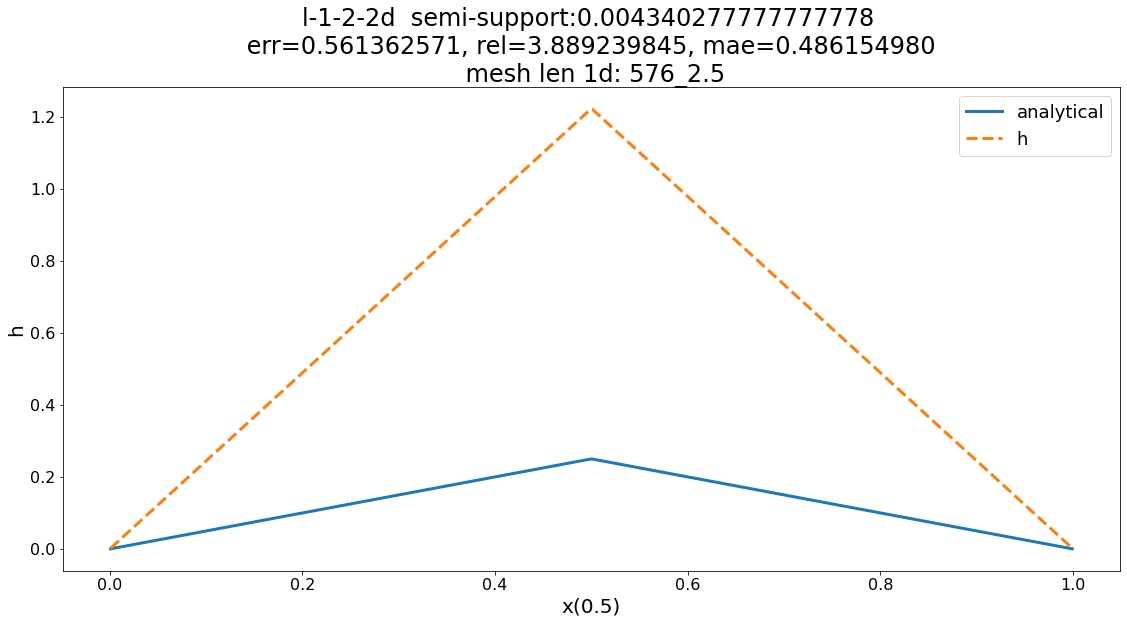 l-1-2-2d  semi-support:0.004340277777777778
err=0.561362571, rel=3.889239845, mae=0.486154980
mesh len 1d: 576_2.5
analytical
h
1.2
1.0
0.8
0.6
0.4
0.2
0.0
h
0.0 0.2 0.4 0.6 0.8 1.0
x(0.5)